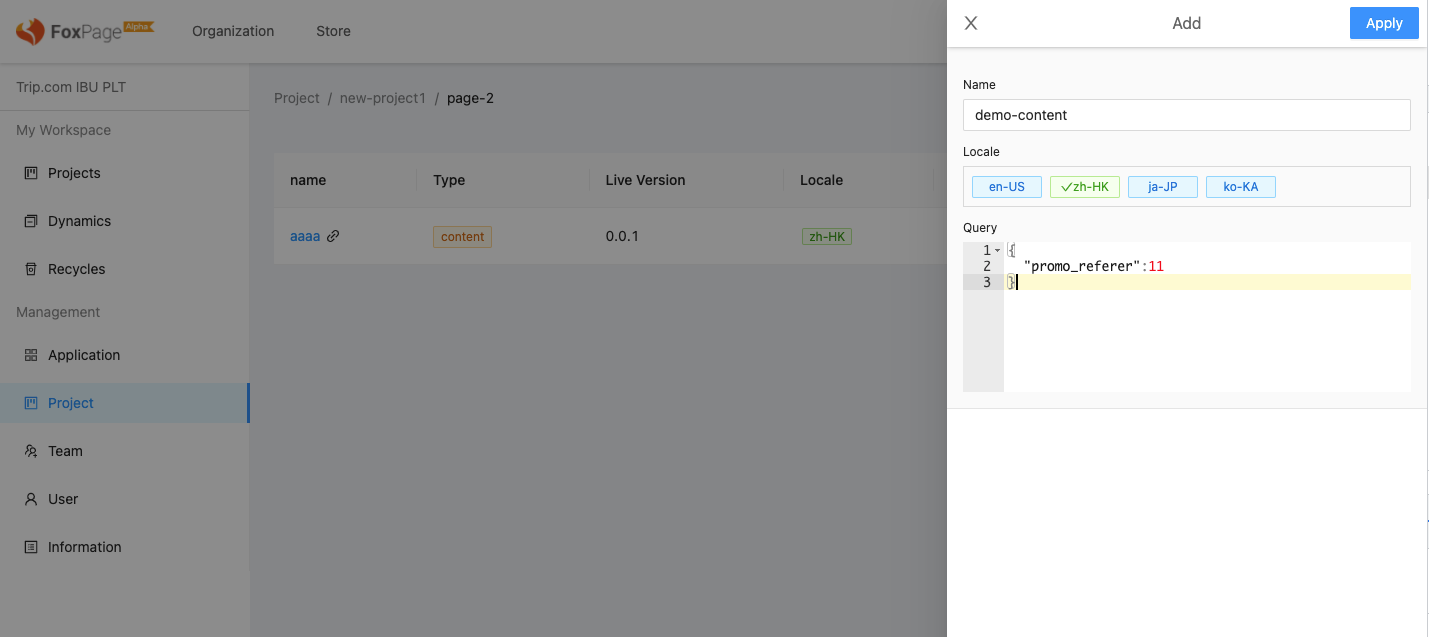 FoxPage Alpha
Organization
Store
Trip.com IBU PLT
My Workspace
Projects
Dynamics
Recycles
Management
Application
Project
Team
User
Information
Project / new-project1 / page-2
name Type Live Version Locale
aaaa content 0.0.1 zh-HK
Add
Apply
Name
demo-content
Locale
en-US zh-HK ja-JP ko-KA
Query
1 {
2 "promo_referer":11
3 }